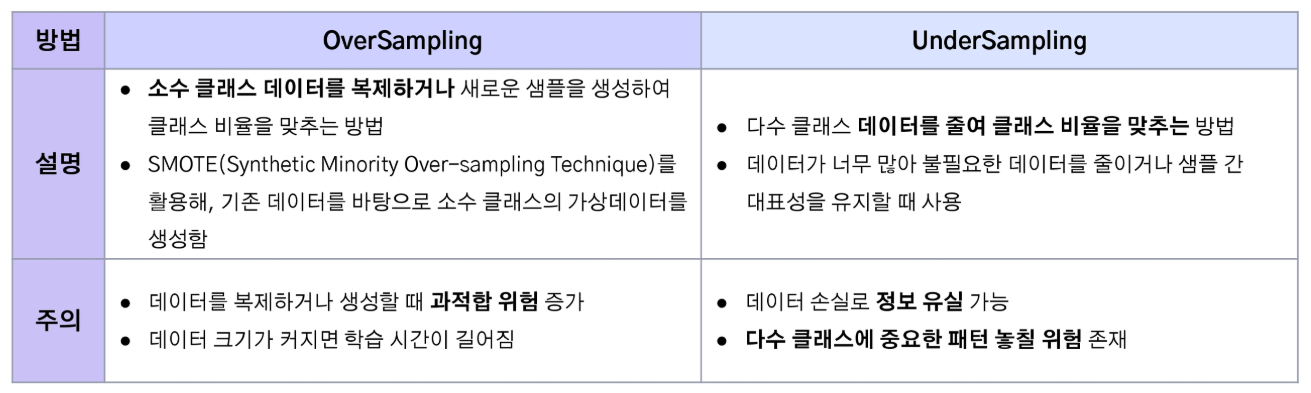 방법
OverSampling
UnderSampling
설명
● 소수 클래스 데이터를 복제하거나 새로운 샘플을 생성하여
클래스 비율을 맞추는 방법
● SMOTE(Synthetic Minority Over-sampling Technique)를
활용해, 기존 데이터를 바탕으로 소수 클래스의 가상데이터를
생성함
● 다수 클래스 데이터를 줄여 클래스 비율을 맞추는 방법
● 데이터가 너무 많아 불필요한 데이터를 줄이거나 샘플 간
대표성을 유지할 때 사용
주의
● 데이터를 복제하거나 생성할 때 과적합 위험 증가
● 데이터 크기가 커지면 학습 시간이 길어짐
● 데이터 손실로 정보 유실 가능
● 다수 클래스에 중요한 패턴 놓칠 위험 존재